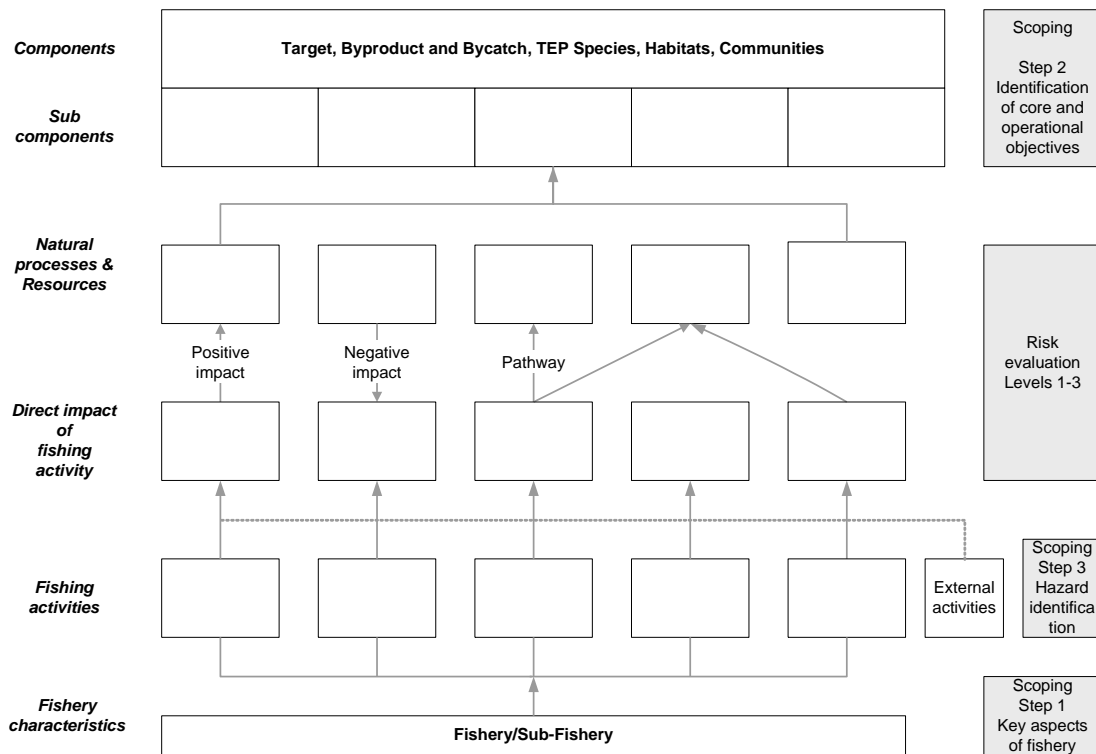 Components
Target, Byproduct and Bycatch, TEP Species, Habitats, Communities
Scoping
Step 2
Identification
of core and
operational
objectives
Sub
components
Natural
processes &
Resources
Positive
impact
Negative
impact
Pathway
Risk
evaluation
Levels 1-3
Direct impact
of
fishing
activity
Fishing
activities
External
activities
Scoping
Step 3
Hazard
identifica
tion
Fishery
characteristics
Fishery/Sub-Fishery
Scoping
Step 1
Key aspects
of fishery